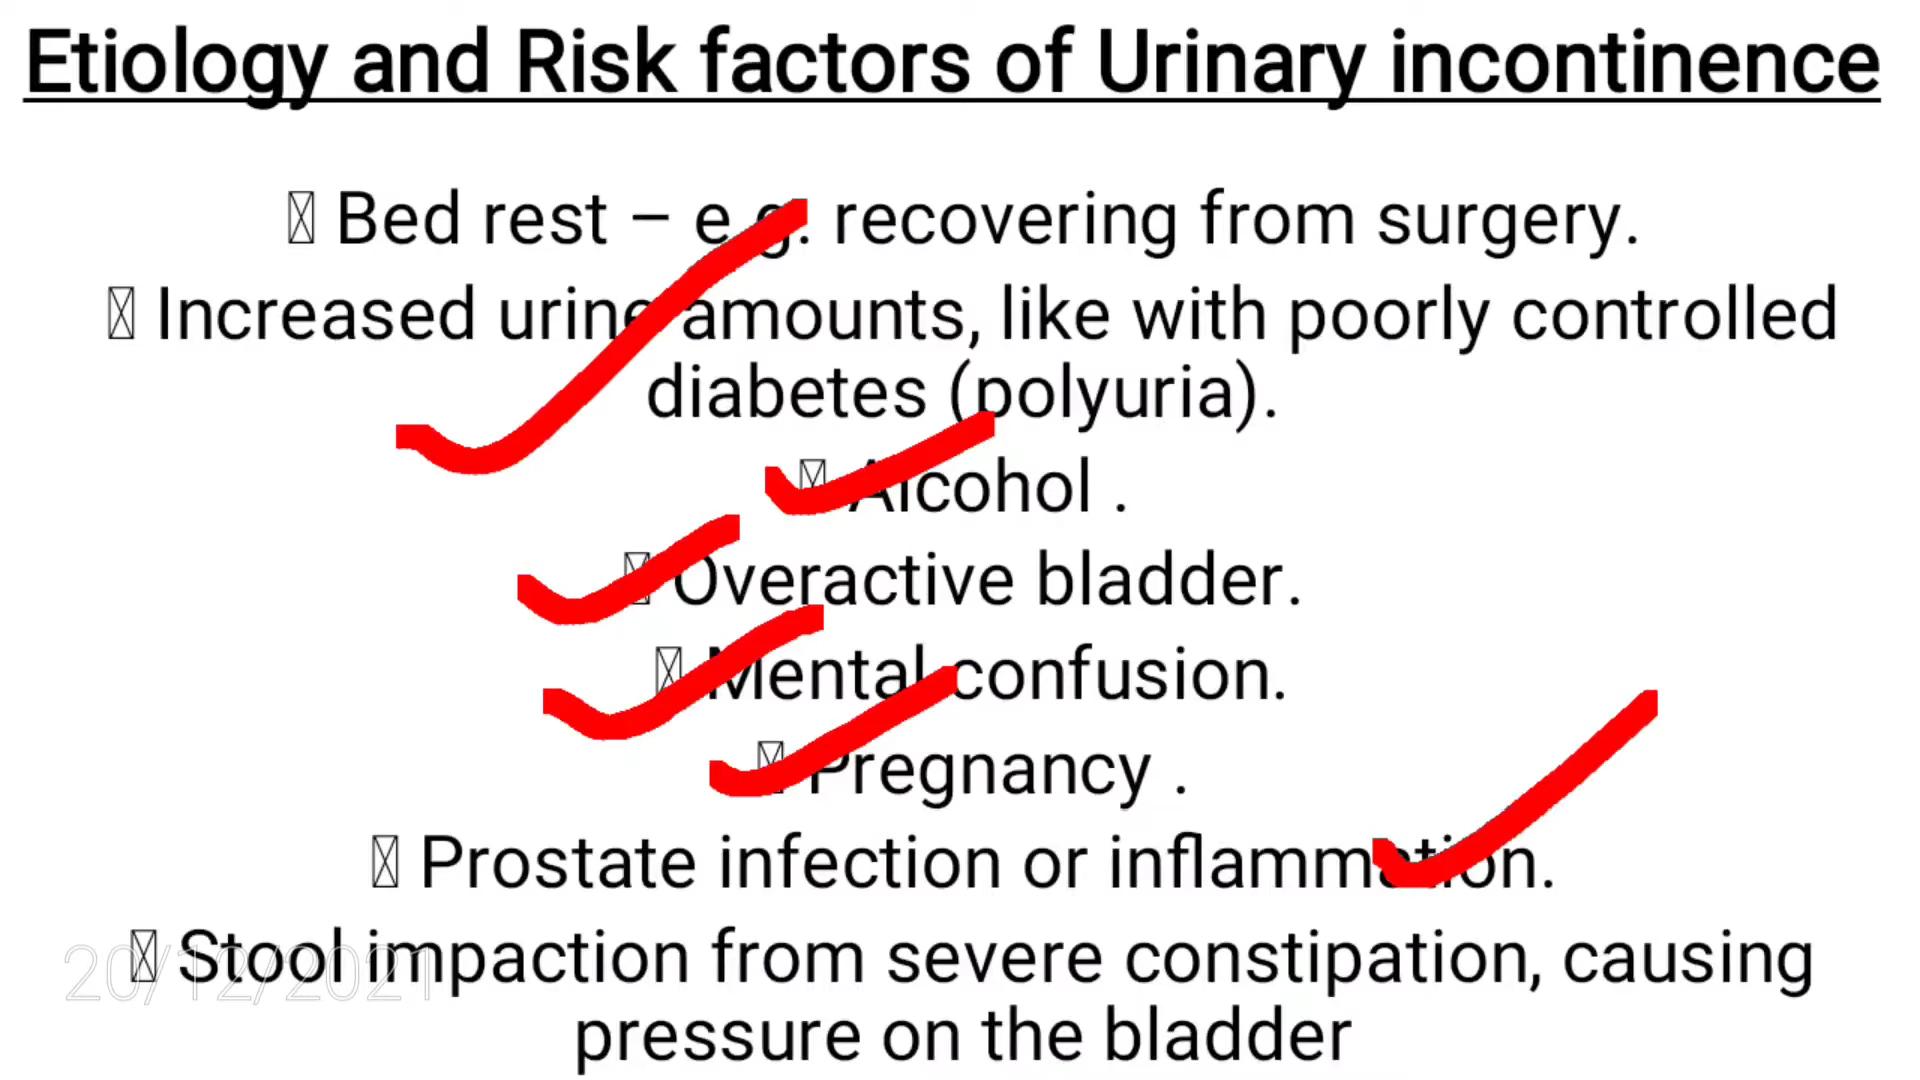 Etiology and Risk factors of Urinary incontinence
Bed rest – e.g. recovering from surgery.
Increased urine amounts, like with poorly controlled
diabetes (polyuria).
Alcohol .
Overactive bladder.
Mental confusion.
Pregnancy .
Prostate infection or inflammation.
Stool impaction from severe constipation, causing
pressure on the bladder
20/12/2021